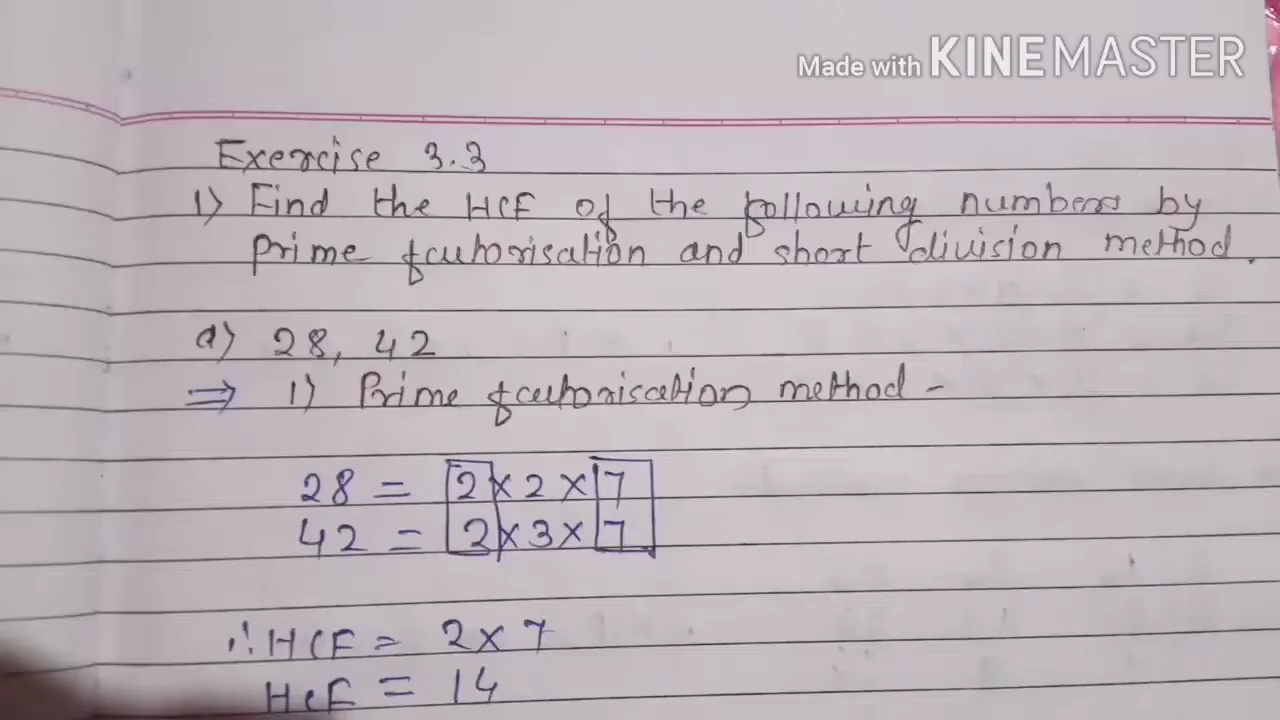 Made with KINEMASTER
Exercise 3.3
1) Find the HCF of the following numbers by
prime factorisation and short division method.
a) 28, 42
⇒ 1) Prime factorisation method -
28 = 2 × 2 × 7
42 = 2 × 3 × 7
∴ HCF = 2 × 7
HCF = 14